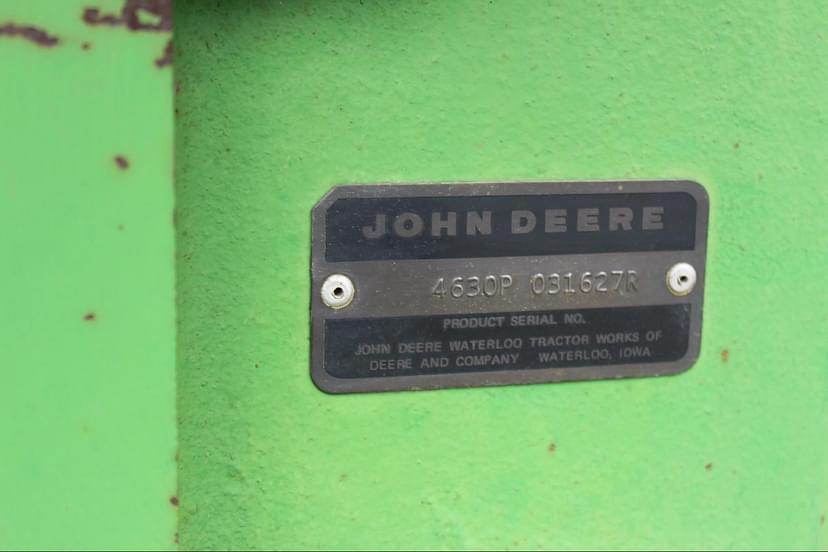 JOHN DEERE
4630P 031627R
PRODUCT SERIAL NO.
JOHN DEERE WATERLOO TRACTOR WORKS OF
DEERE AND COMPANY WATERLOO, IOWA